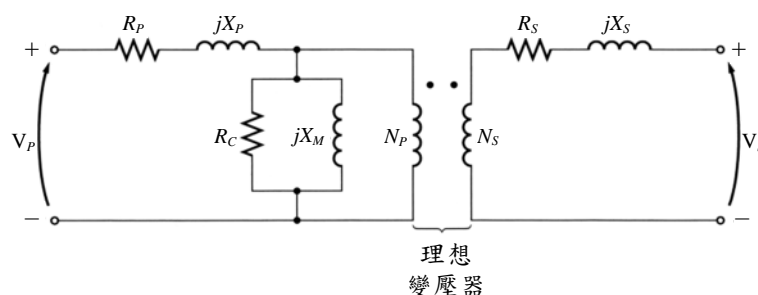 R_P
jX_P
R_S
jX_S
+
+
V_P
R_C
jX_M
N_P
N_S
V
−
−
理想
變壓器